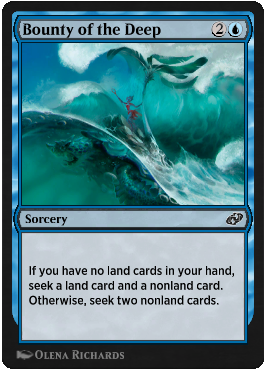 Bounty of the Deep 2
Sorcery
If you have no land cards in your hand,
seek a land card and a nonland card.
Otherwise, seek two nonland cards.
Olena Richards